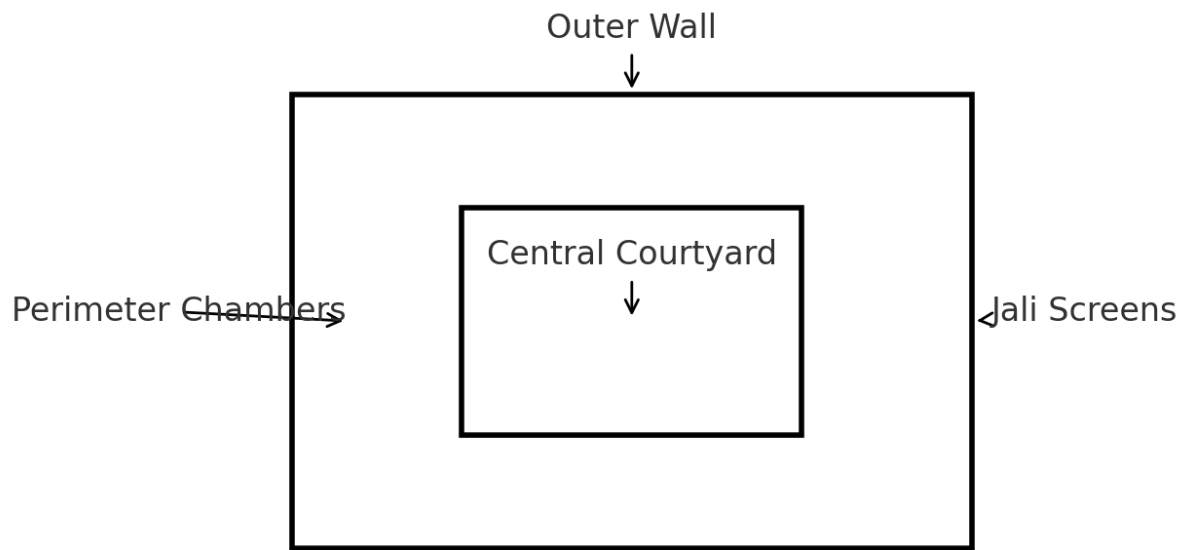 Outer Wall
Central Courtyard
Perimeter Chambers
Jali Screens